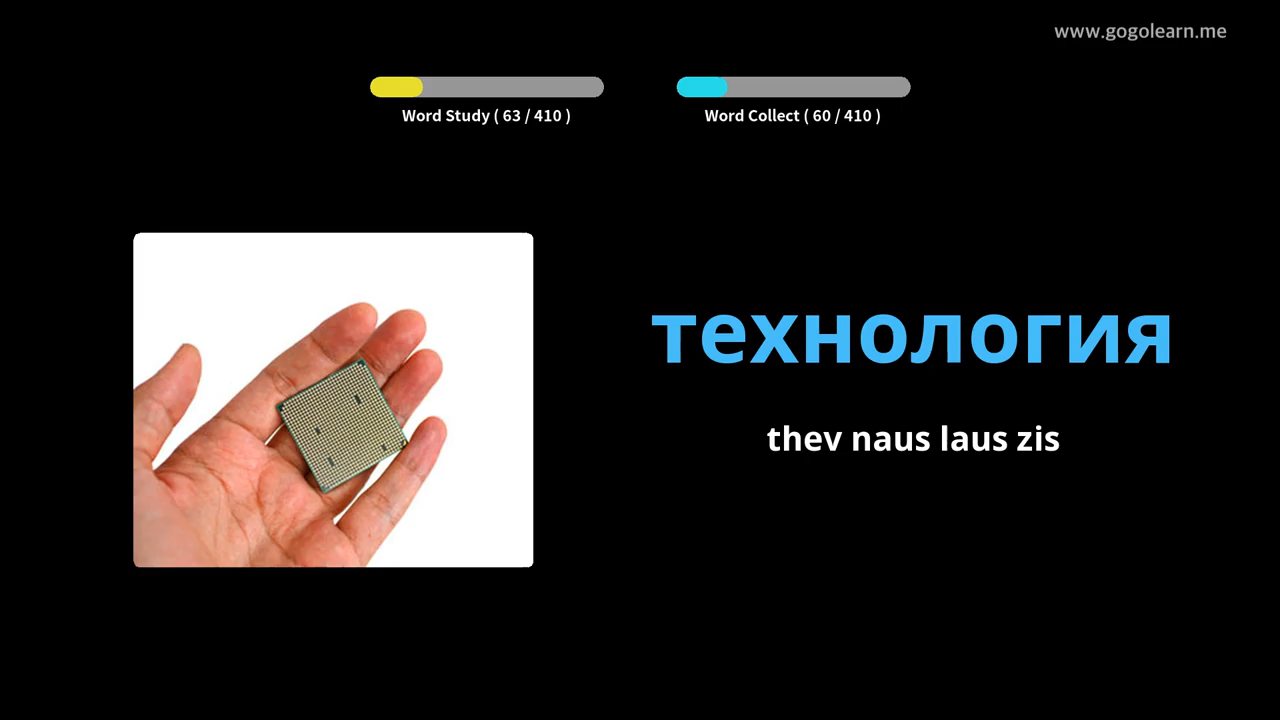 www.gogolearn.me
Word Study ( 63 / 410 )
Word Collect ( 60 / 410 )
технология
thev naus laus zis